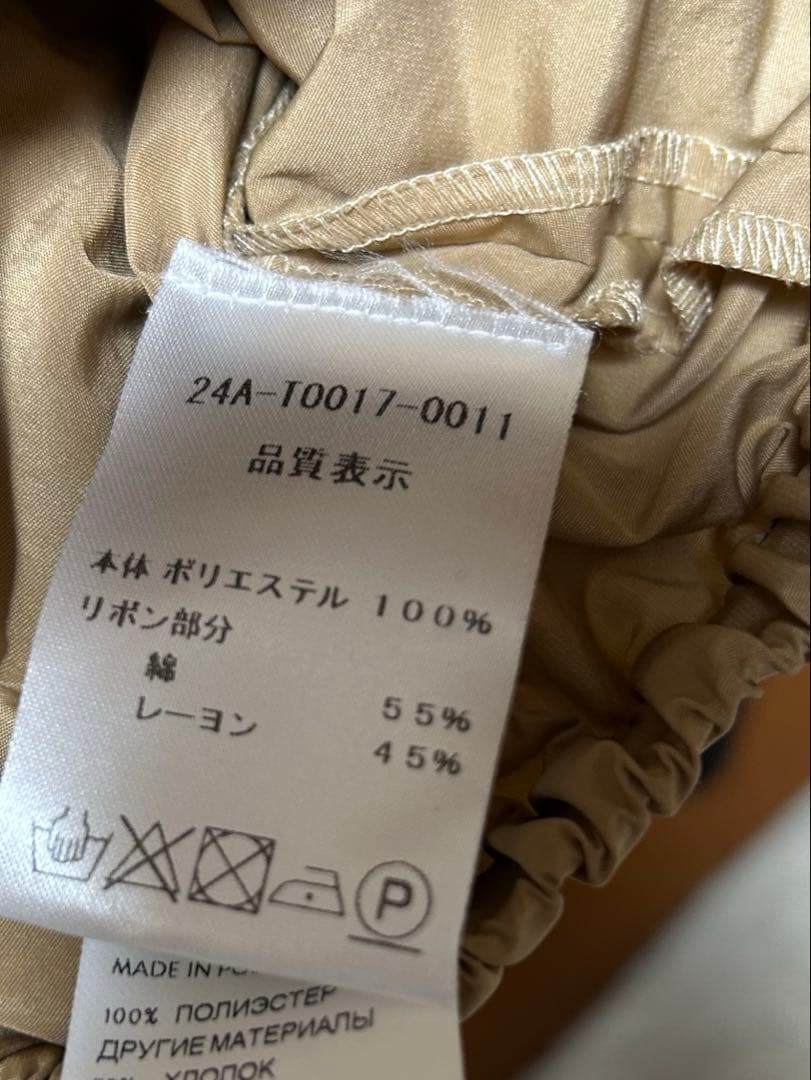 24A-T0017-0011
品質表示
本体 ポリエステル 100%
リボン部分
綿 55%
レーヨン 45%
P
MADE IN
100% ПОЛИЭСТЕР
ДРУГИЕ МАТЕРИАЛЫ
ХЛОПОК